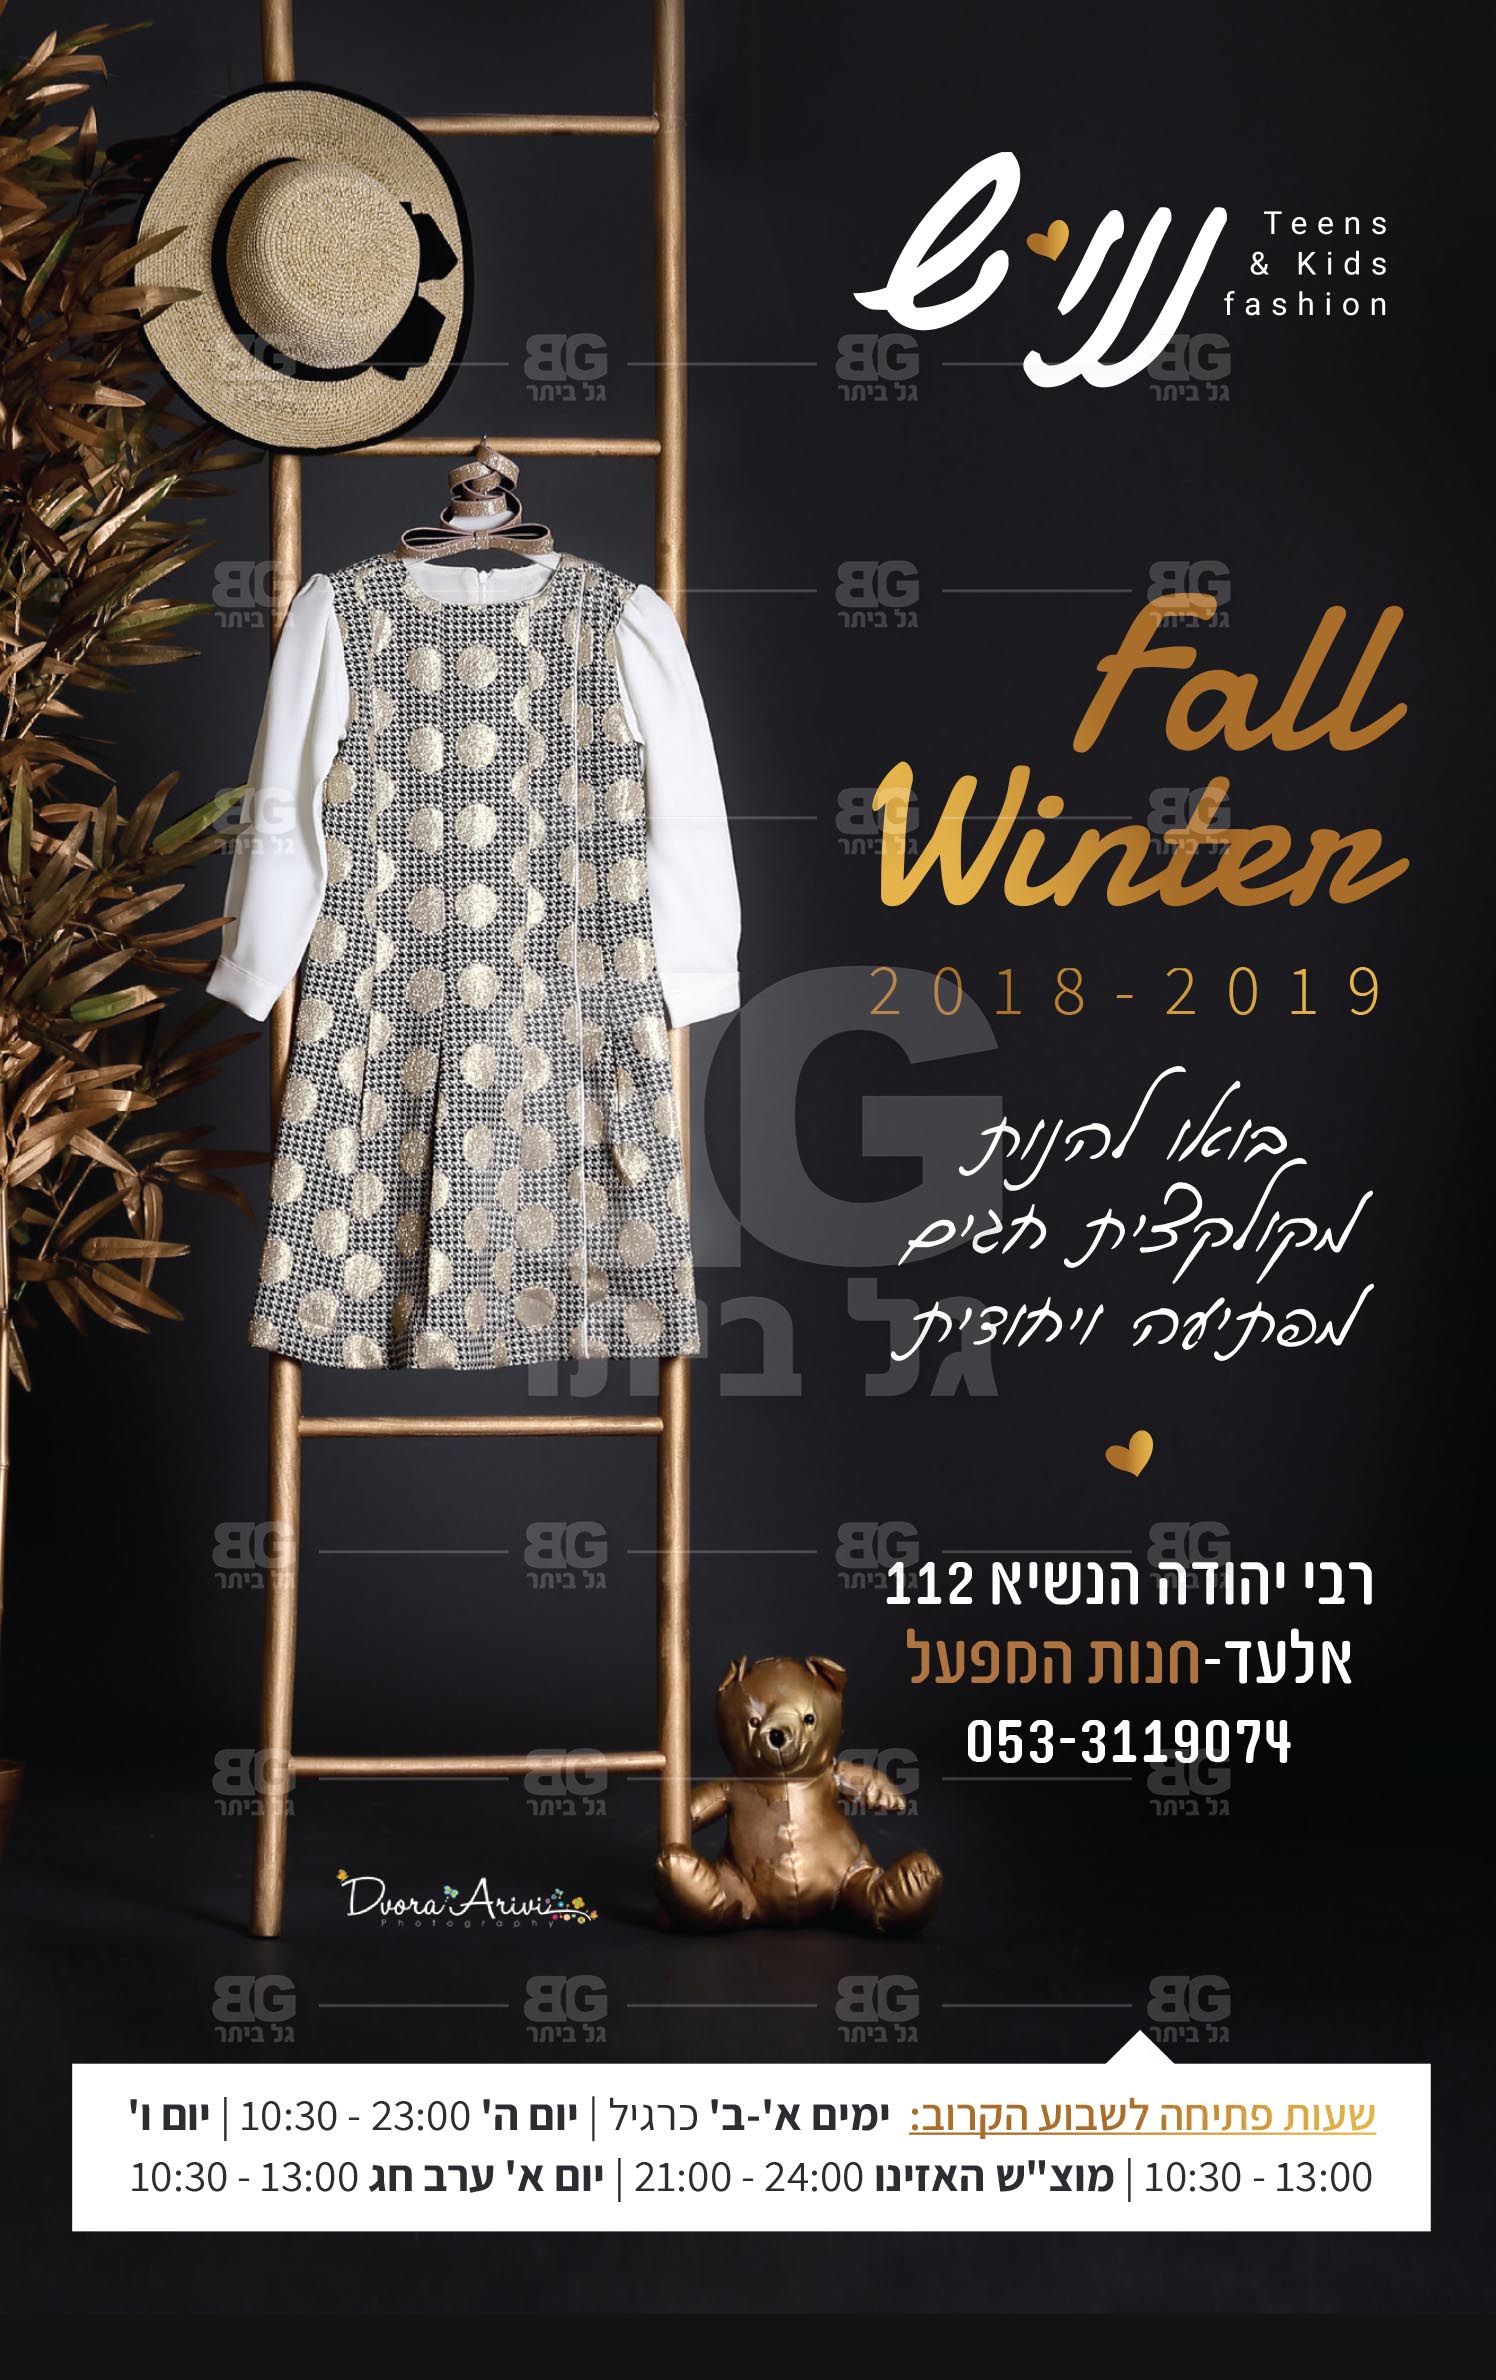 Teens
& Kids
fashion
Fall
Winter
2018-2019
בואו להנות
מקולקצית חגים
מפתיעה ויחודית
רבי יהודה הנשיא 112
אלעד-חנות המפעל
053-3119074
Dvora Arivi
Photography
שעות פתיחה לשבוע הקרוב: ימים א'-ב' כרגיל | יום ה' 10:30 - 23:00 | יום ו'
10:30 - 13:00 | מוצ"ש האזינו 21:00 - 24:00 | יום א' ערב חג 10:30 - 13:00
BG
גל ביתר